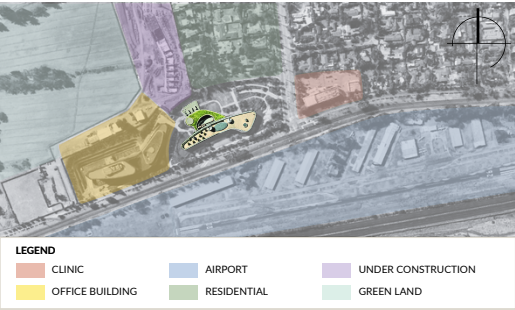 LEGEND
CLINIC
AIRPORT
UNDER CONSTRUCTION
OFFICE BUILDING
RESIDENTIAL
GREEN LAND